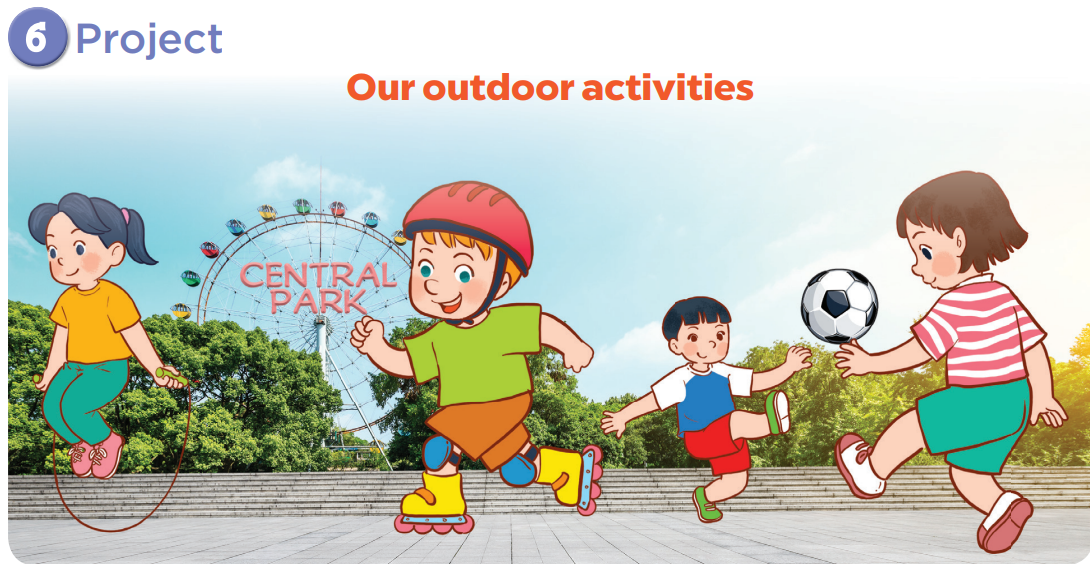 6 Project
Our outdoor activities
CENTRAL
PARK